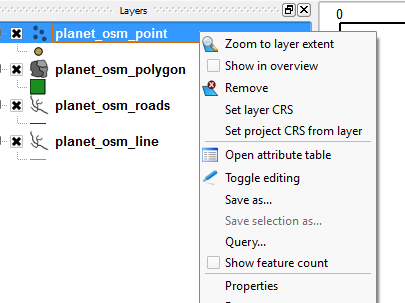 Layers
0
planet_osm_point
planet_osm_polygon
planet_osm_roads
planet_osm_line
Zoom to layer extent
Show in overview
Remove
Set layer CRS
Set project CRS from layer
Open attribute table
Toggle editing
Save as...
Save selection as...
Query...
Show feature count
Properties